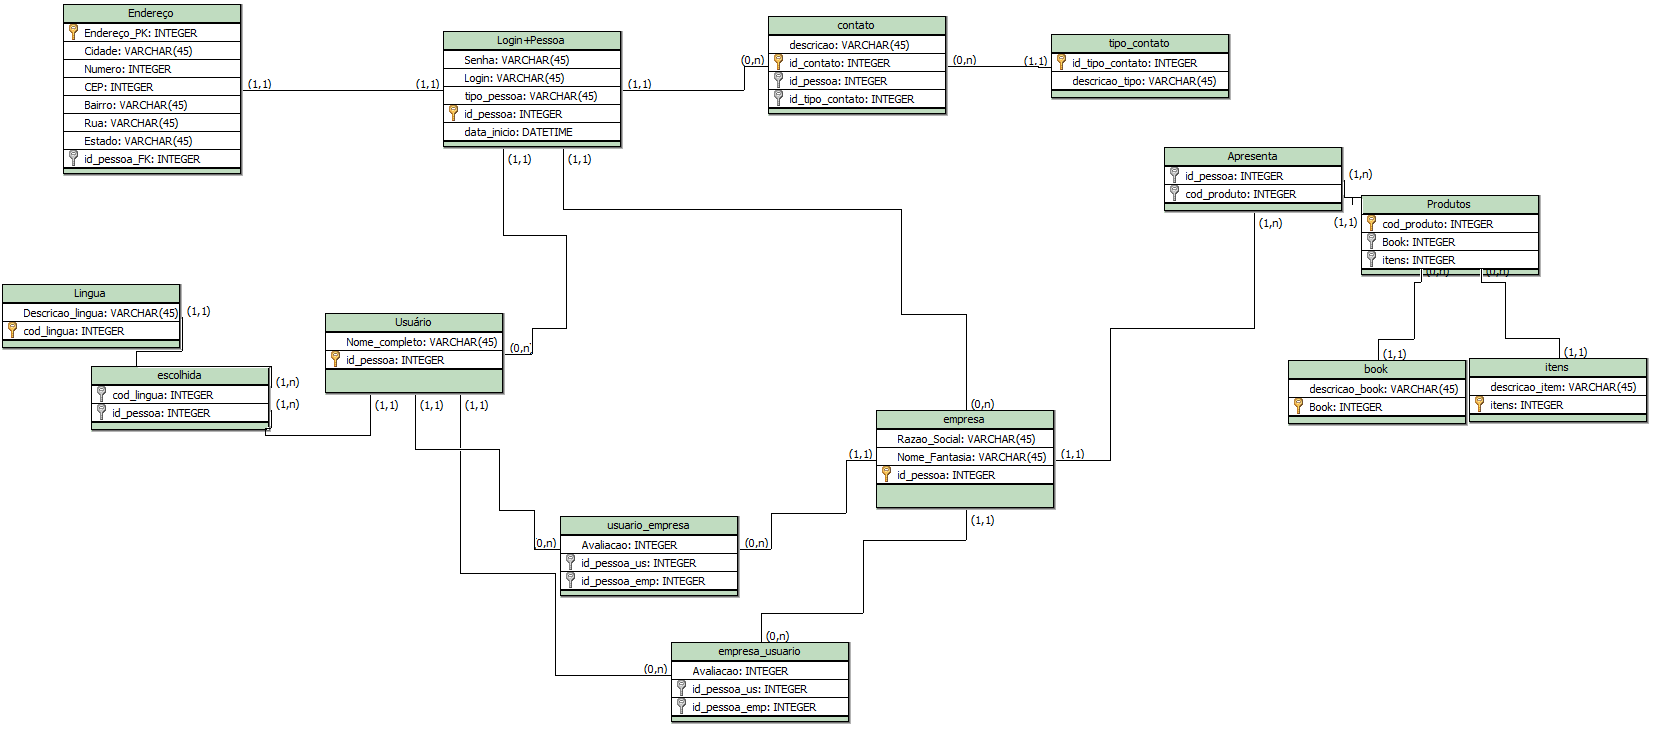 Endereço
Endereço_PK: INTEGER
Cidade: VARCHAR(45)
Numero: INTEGER
CEP: INTEGER
Bairro: VARCHAR(45)
Rua: VARCHAR(45)
Estado: VARCHAR(45)
id_pessoa_FK: INTEGER
(1,1)
(1,1)
Login+Pessoa
Senha: VARCHAR(45)
Login: VARCHAR(45)
tipo_pessoa: VARCHAR(45)
id_pessoa: INTEGER
data_inicio: DATETIME
(1,1)
(0,n)
(1,1)
(1,1)
contato
descricao: VARCHAR(45)
id_contato: INTEGER
id_pessoa: INTEGER
id_tipo_contato: INTEGER
(0,n)
(1,1)
tipo_contato
id_tipo_contato: INTEGER
descricao_tipo: VARCHAR(45)
Apresenta
id_pessoa: INTEGER
cod_produto: INTEGER
(1,n)
(1,n)
(1,1)
Produtos
cod_produto: INTEGER
Book: INTEGER
itens: INTEGER
(0,n)
(0,n)
Lingua
Descricao_lingua: VARCHAR(45)
cod_lingua: INTEGER
(1,1)
escolhida
cod_lingua: INTEGER
id_pessoa: INTEGER
(1,n)
(1,n)
Usuário
Nome_completo: VARCHAR(45)
id_pessoa: INTEGER
(0,n)
(1,1)
(1,1)
(1,1)
(1,1)
book
descricao_book: VARCHAR(45)
Book: INTEGER
(1,1)
itens
descricao_item: VARCHAR(45)
itens: INTEGER
(0,n)
empresa
Razao_Social: VARCHAR(45)
Nome_Fantasia: VARCHAR(45)
id_pessoa: INTEGER
(1,1)
(1,1)
(1,1)
usuario_empresa
Avaliacao: INTEGER
id_pessoa_us: INTEGER
id_pessoa_emp: INTEGER
(0,n)
(0,n)
(0,n)
(0,n)
empresa_usuario
Avaliacao: INTEGER
id_pessoa_us: INTEGER
id_pessoa_emp: INTEGER